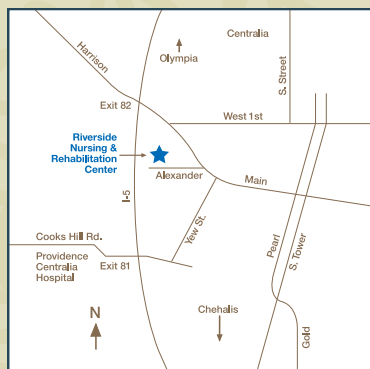 Centralia
Harrison
Olympia
S. Street
Exit 82
West 1st
Riverside
Nursing &
Rehabilitation
Center
Alexander
Main
I-5
Yew St.
Pearl
S. Tower
Cooks Hill Rd.
Providence
Centralia
Hospital
Exit 81
N
Chehalis
Gold